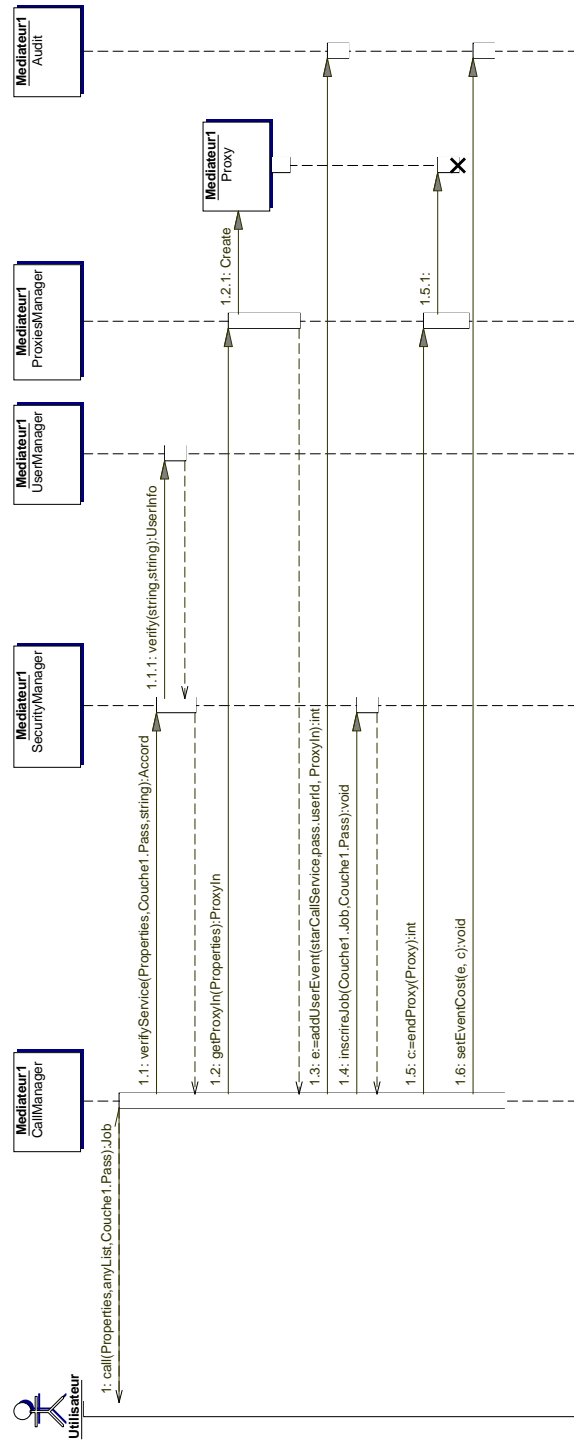 Utilisateur
Mediateur1
CallManager
Mediateur1
SecurityManager
Mediateur1
UserManager
Mediateur1
ProxiesManager
Mediateur1
Proxy
Mediateur1
Audit
1: call(Properties,anyList,Couche1.Pass):Job
1.1: verifyService(Properties,Couche1.Pass,string):Accord
1.1.1: verify(string,string):UserInfo
1.2: getProxyIn(Properties):ProxyIn
1.2.1: Create
1.3: e:=addUserEvent(starCallService,pass.userId, ProxyIn):int
1.4: inscrireJob(Couche1.Job,Couche1.Pass):void
1.5: c:=endProxy(Proxy):int
1.5.1:
1.6: setEventCost(e, c):void